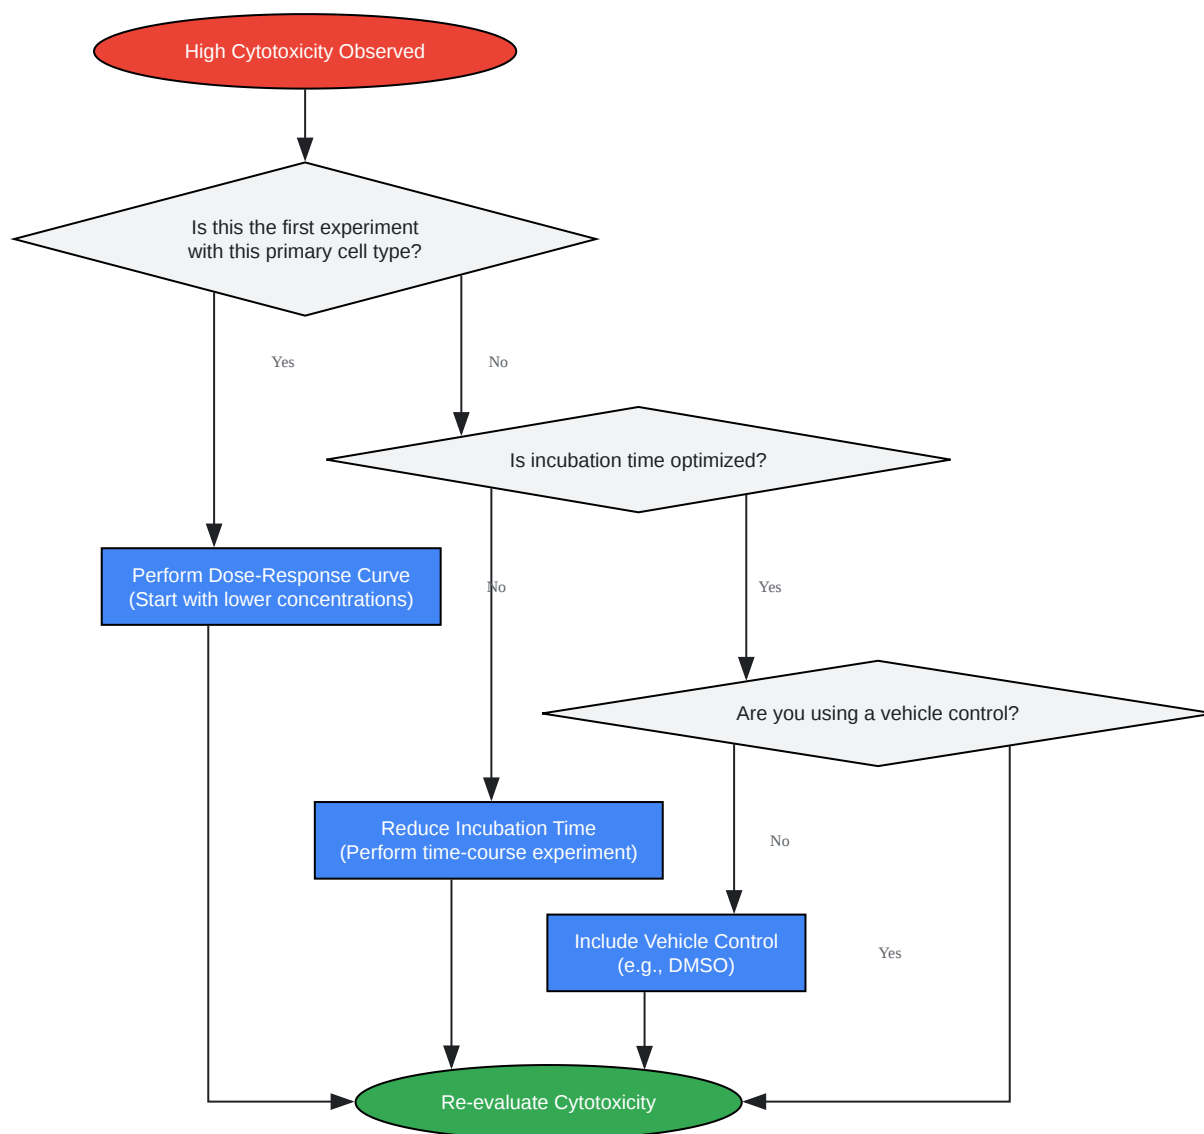 High Cytotoxicity Observed
Is this the first experiment
with this primary cell type?
Yes
No
Is incubation time optimized?
Perform Dose-Response Curve
(Start with lower concentrations)
No
Yes
Are you using a vehicle control?
Reduce Incubation Time
(Perform time-course experiment)
No
Include Vehicle Control
(e.g., DMSO)
Yes
Re-evaluate Cytotoxicity